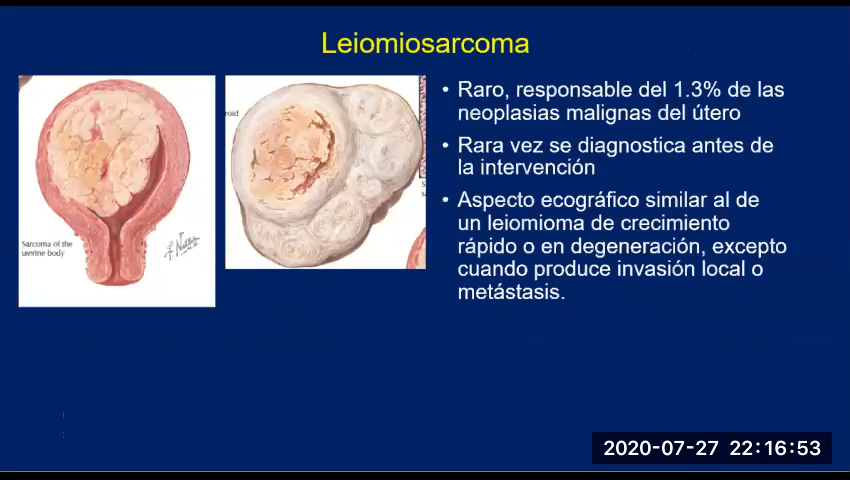 Leiomiosarcoma
roid
Sarcoma of the
uterine body
F. Netter
S
s
• Raro, responsable del 1.3% de las
neoplasias malignas del útero
• Rara vez se diagnostica antes de
la intervención
• Aspecto ecográfico similar al de
un leiomioma de crecimiento
rápido o en degeneración, excepto
cuando produce invasión local o
metástasis.
2020-07-27 22:16:53